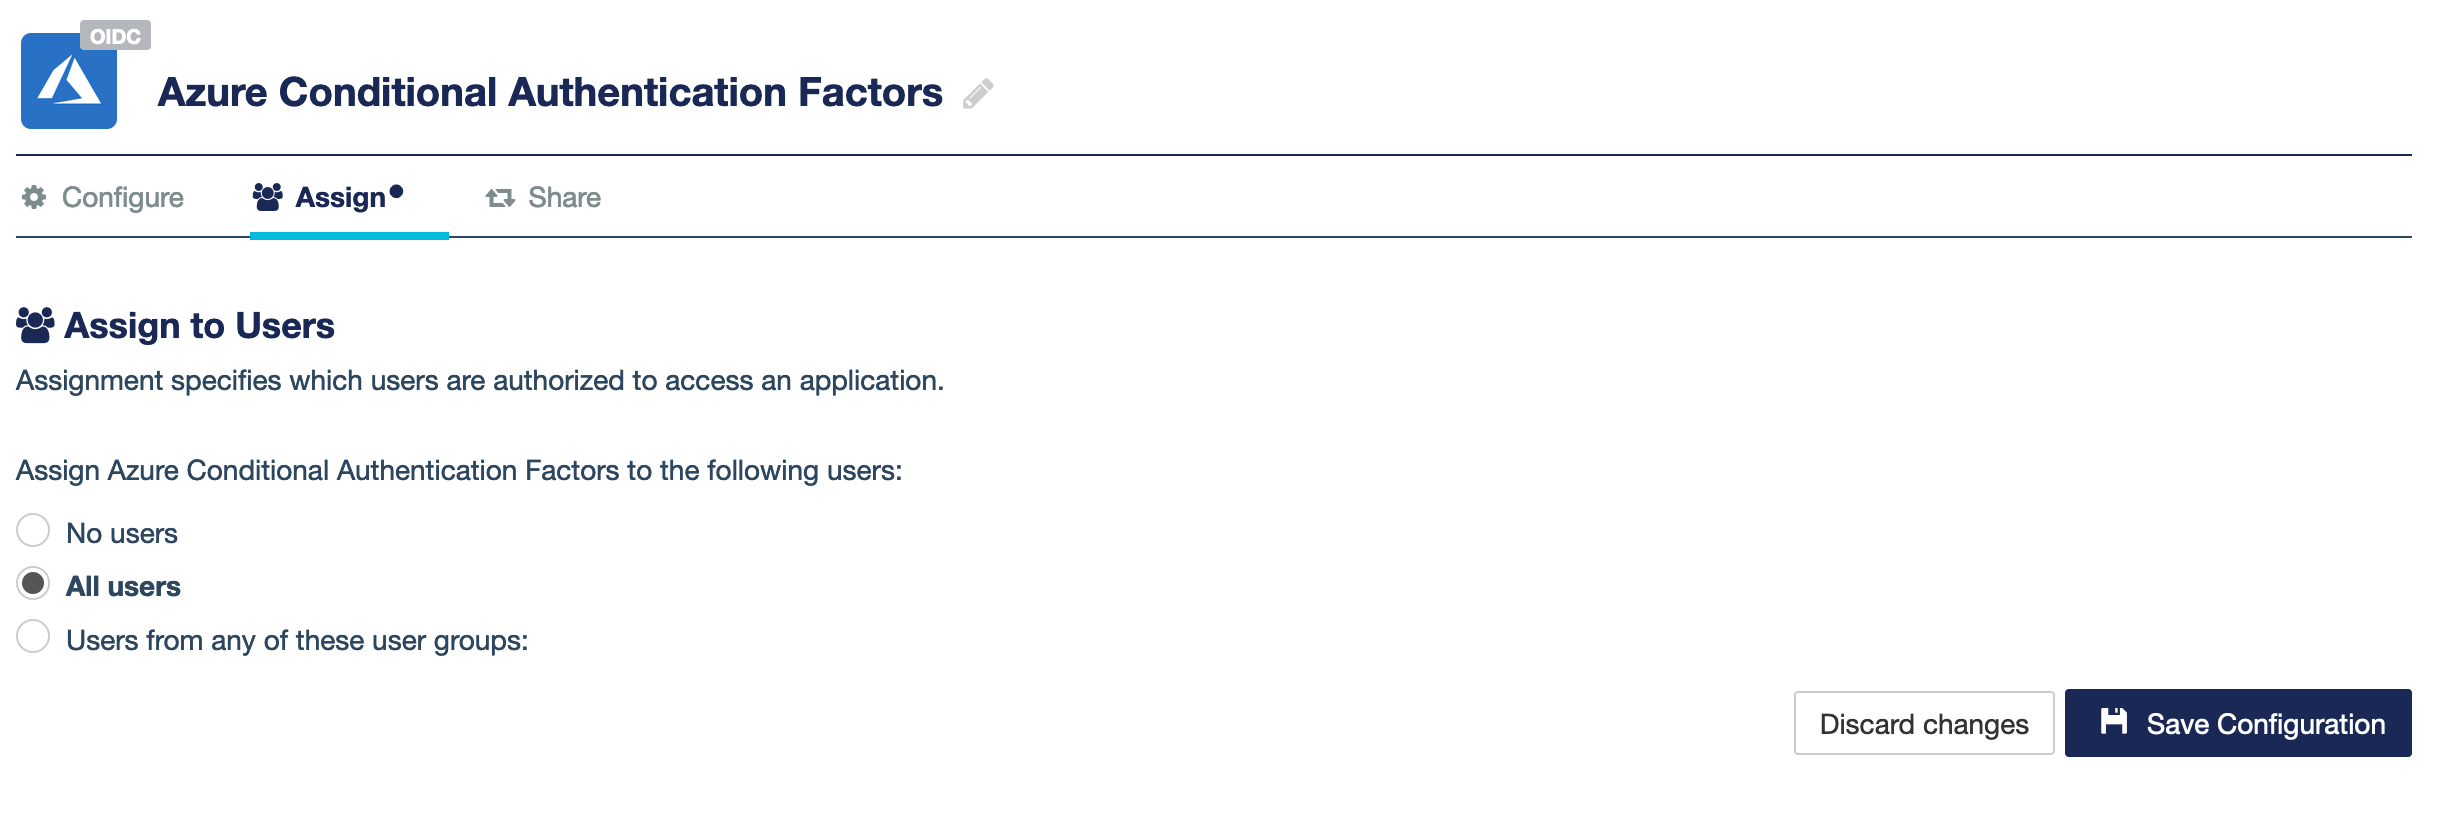 OIDC
Azure Conditional Authentication Factors
Configure Assign Share
Assign to Users
Assignment specifies which users are authorized to access an application.
Assign Azure Conditional Authentication Factors to the following users:
No users
All users
Users from any of these user groups:
Discard changes Save Configuration